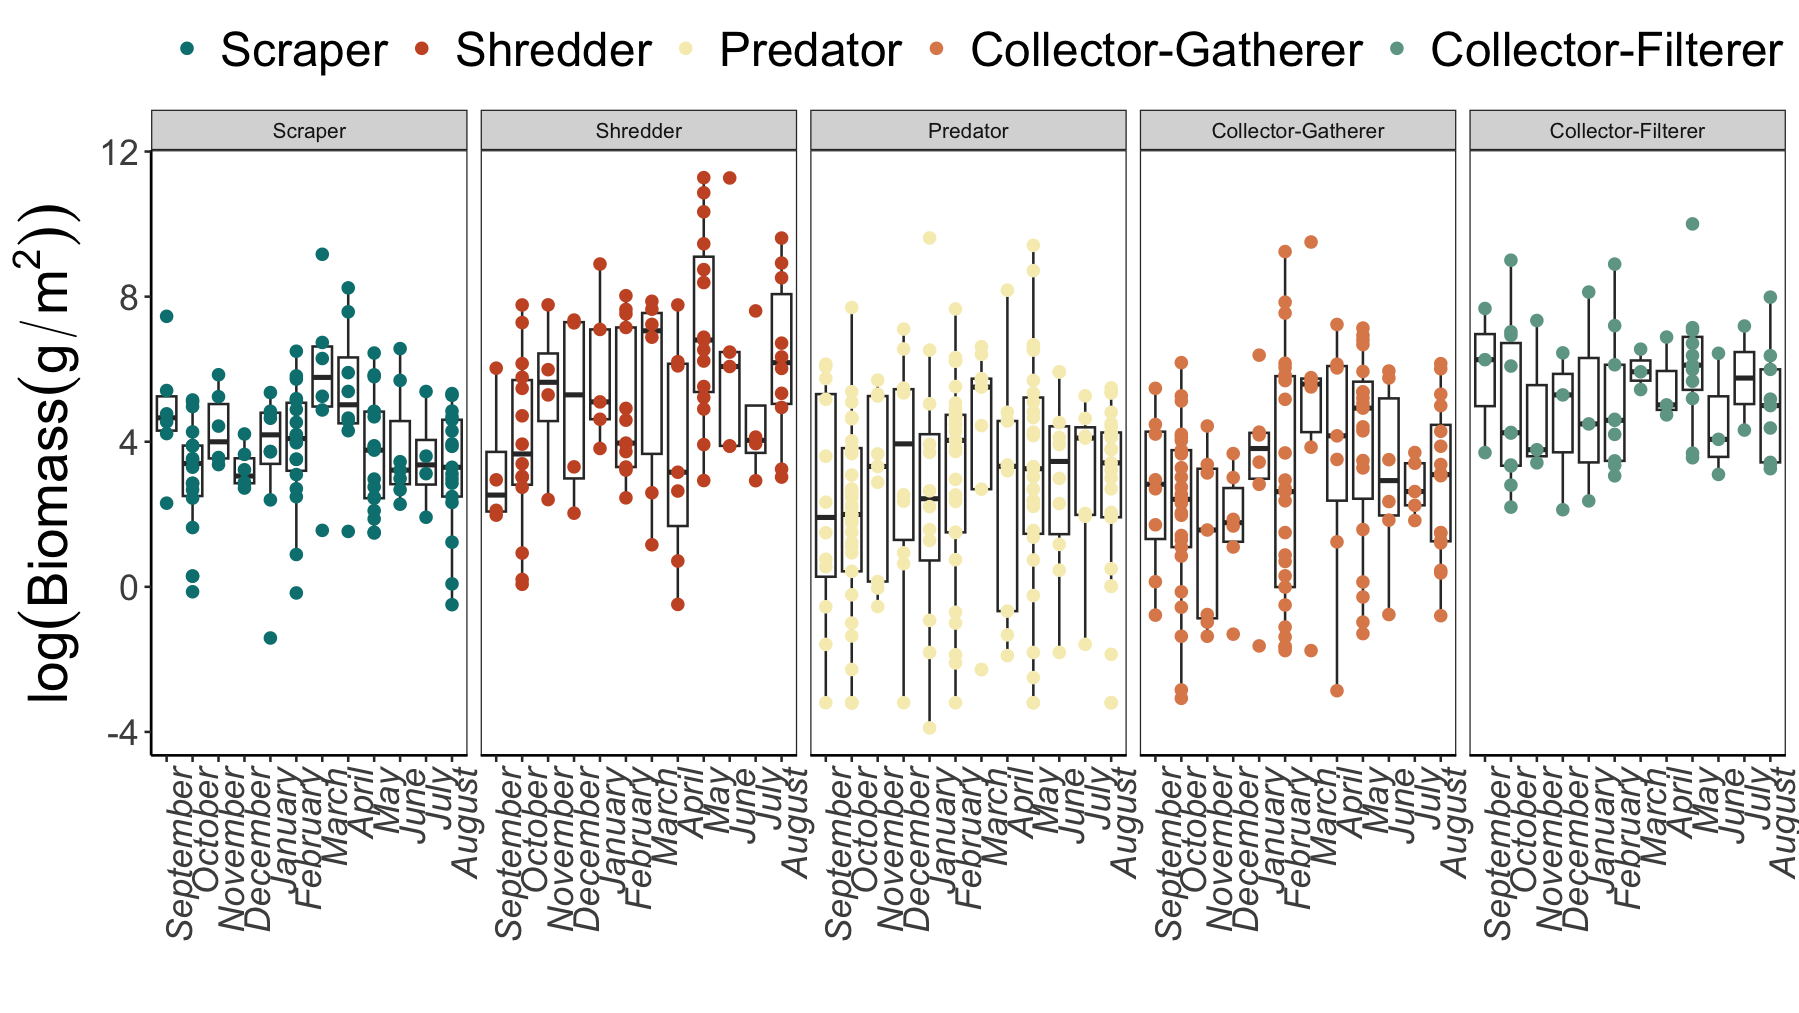 Scraper Shredder Predator Collector-Gatherer Collector-Filterer
Scraper Shredder Predator Collector-Gatherer Collector-Filterer
log(Biomass(g/m²))
12
8
4
0
-4
September October November December January February March April May June July August
September October November December January February March April May June July August
September October November December January February March April May June July August
September October November December January February March April May June July August
September October November December January February March April May June July August